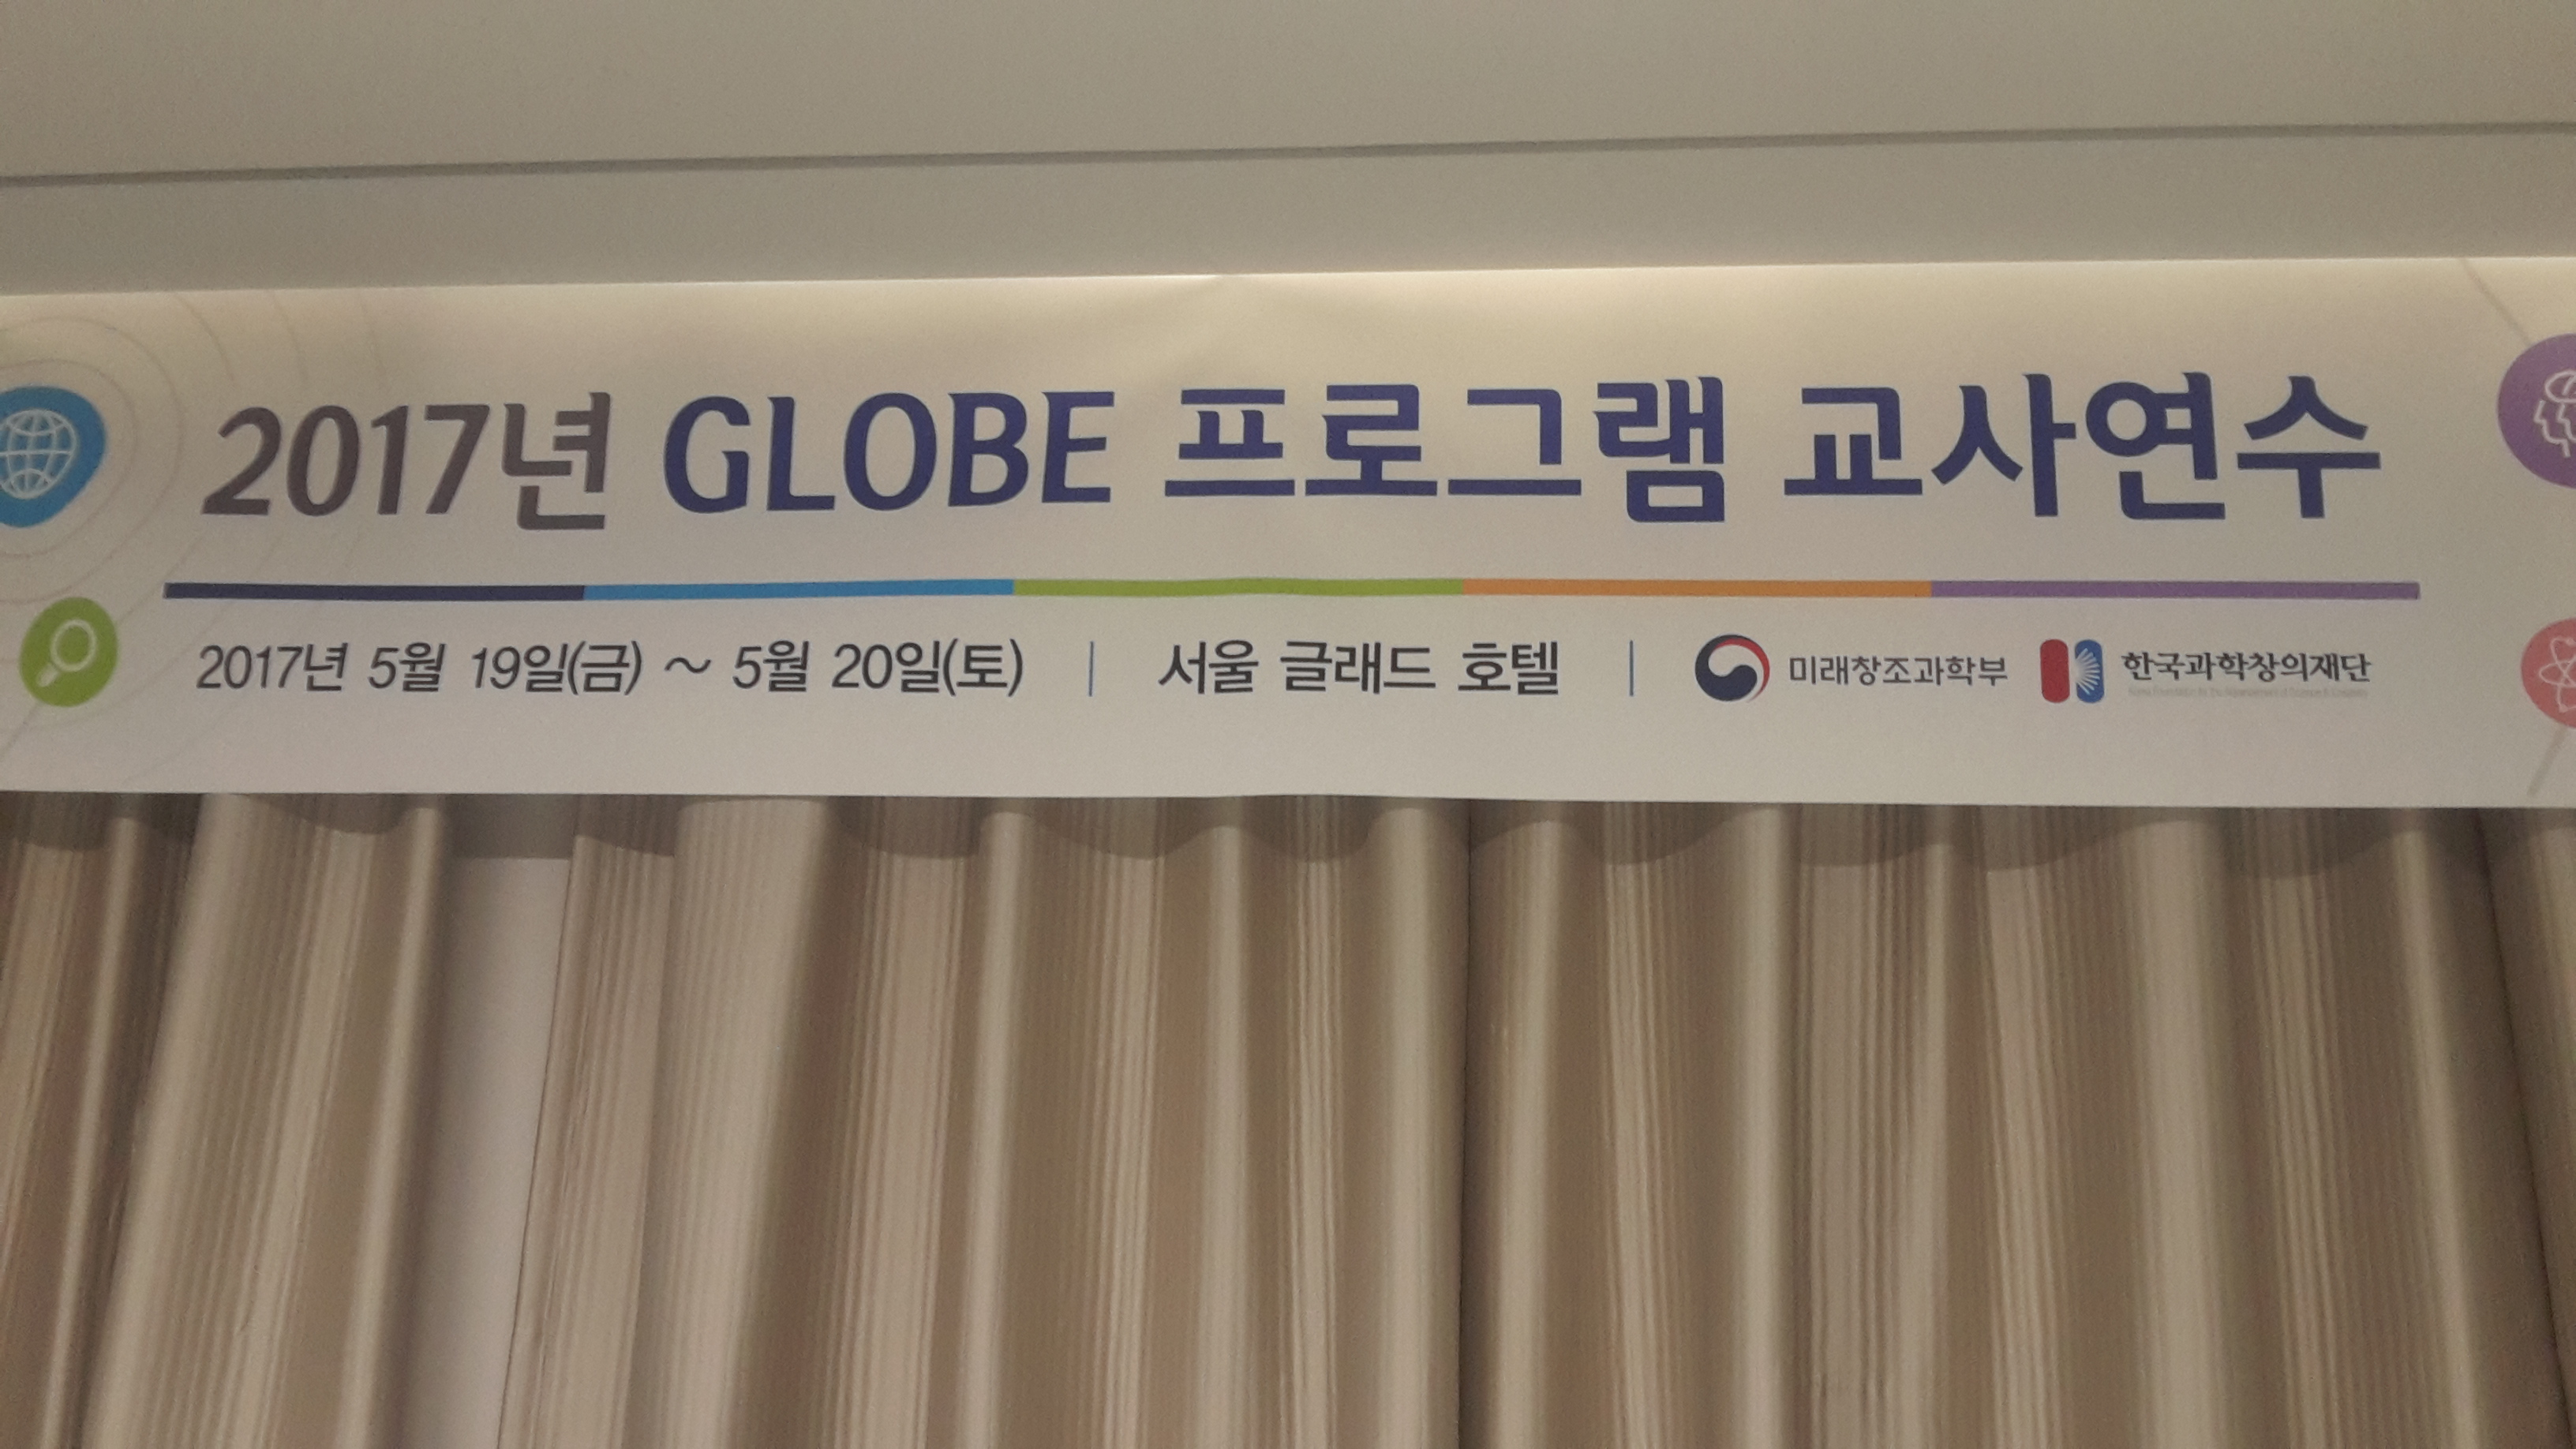 2017년 GLOBE 프로그램 교사연수
2017년 5월 19일(금) ~ 5월 20일(토) | 서울 글래드 호텔 | 미래창조과학부 한국과학창의재단